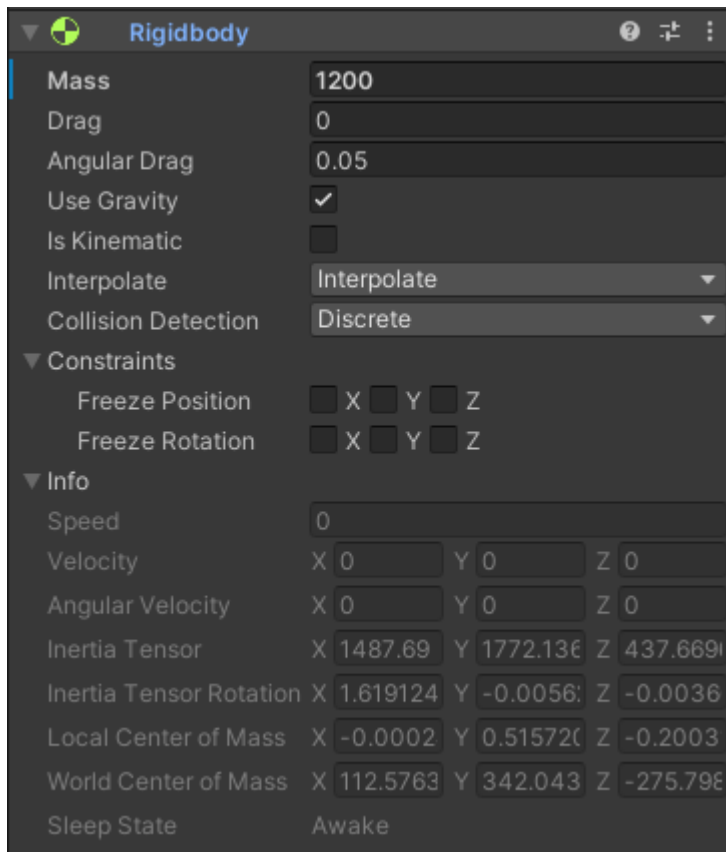 Rigidbody
Mass 1200
Drag 0
Angular Drag 0.05
Use Gravity
Is Kinematic
Interpolate Interpolate
Collision Detection Discrete
Constraints
Freeze Position X Y Z
Freeze Rotation X Y Z
Info
Speed 0
Velocity X 0 Y 0 Z 0
Angular Velocity X 0 Y 0 Z 0
Inertia Tensor X 1487.69 Y 1772.136 Z 437.669
Inertia Tensor Rotation X 1.619124 Y -0.0056 Z -0.0036
Local Center of Mass X -0.0002 Y 0.51572 Z -0.2003
World Center of Mass X 112.5763 Y 342.043 Z -275.798
Sleep State Awake